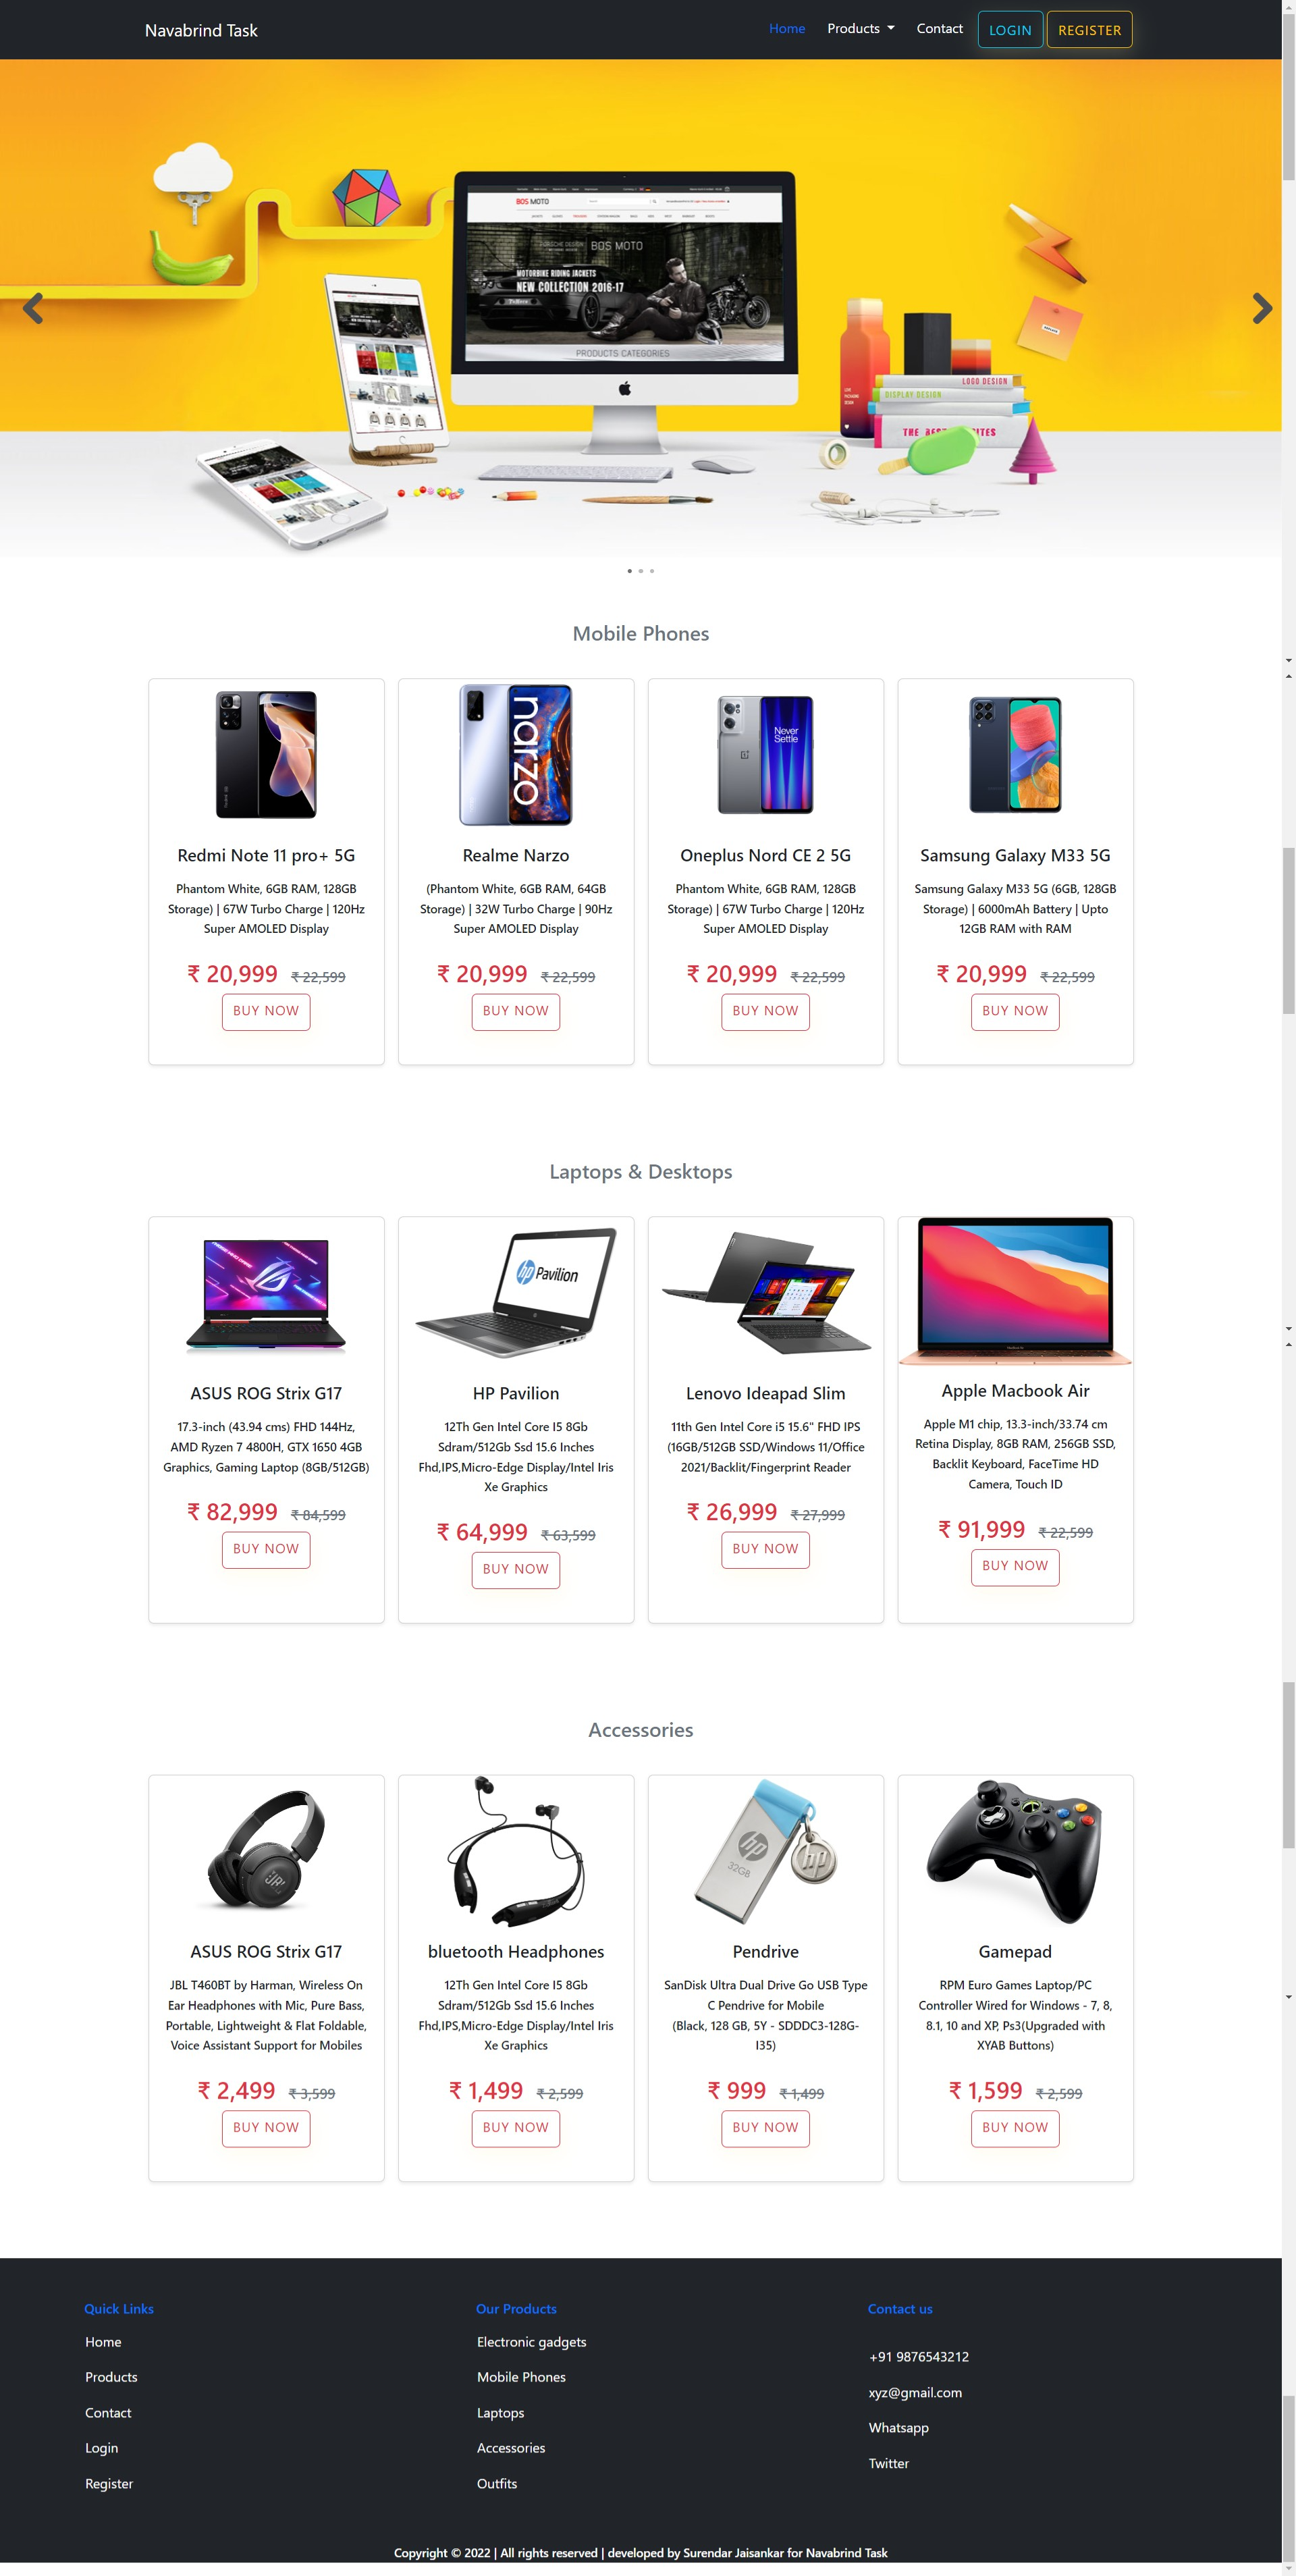 Navabrind Task
Home
Products
Contact
LOGIN
REGISTER
BOS MOTO
BOS MOTO
MOTORBIKE RIDING JACKETS
NEW COLLECTION 2016-17
PRODUCTS CATEGORIES
LOGO DESIGN
DISPLAY DESIGN
Mobile Phones
narzo
Never
Settle
Redmi Note 11 pro+ 5G
Phantom White, 6GB RAM, 128GB
Storage) | 67W Turbo Charge | 120Hz
Super AMOLED Display
₹ 20,999 ₹ 22,599
BUY NOW
Realme Narzo
(Phantom White, 6GB RAM, 64GB
Storage) | 32W Turbo Charge | 90Hz
Super AMOLED Display
₹ 20,999 ₹ 22,599
BUY NOW
Oneplus Nord CE 2 5G
Phantom White, 6GB RAM, 128GB
Storage) | 67W Turbo Charge | 120Hz
Super AMOLED Display
₹ 20,999 ₹ 22,599
BUY NOW
Samsung Galaxy M33 5G
Samsung Galaxy M33 5G (6GB, 128GB
Storage) | 6000mAh Battery | Upto
12GB RAM with RAM
₹ 20,999 ₹ 22,599
BUY NOW
Laptops & Desktops
hp Pavilion
ASUS ROG Strix G17
17.3-inch (43.94 cms) FHD 144Hz,
AMD Ryzen 7 4800H, GTX 1650 4GB
Graphics, Gaming Laptop (8GB/512GB)
₹ 82,999 ₹ 84,599
BUY NOW
HP Pavilion
12Th Gen Intel Core I5 8Gb
Sdram/512Gb Ssd 15.6 Inches
Fhd,IPS,Micro-Edge Display/Intel Iris
Xe Graphics
₹ 64,999 ₹ 63,599
BUY NOW
Lenovo Ideapad Slim
11th Gen Intel Core i5 15.6" FHD IPS
(16GB/512GB SSD/Windows 11/Office
2021/Backlit/Fingerprint Reader
₹ 26,999 ₹ 27,999
BUY NOW
Apple Macbook Air
Apple M1 chip, 13.3-inch/33.74 cm
Retina Display, 8GB RAM, 256GB SSD,
Backlit Keyboard, FaceTime HD
Camera, Touch ID
₹ 91,999 ₹ 22,599
BUY NOW
Accessories
JBL
hp
32GB
hp
ASUS ROG Strix G17
JBL T460BT by Harman, Wireless On
Ear Headphones with Mic, Pure Bass,
Portable, Lightweight & Flat Foldable,
Voice Assistant Support for Mobiles
₹ 2,499 ₹ 3,599
BUY NOW
bluetooth Headphones
12Th Gen Intel Core I5 8Gb
Sdram/512Gb Ssd 15.6 Inches
Fhd,IPS,Micro-Edge Display/Intel Iris
Xe Graphics
₹ 1,499 ₹ 2,599
BUY NOW
Pendrive
SanDisk Ultra Dual Drive Go USB Type
C Pendrive for Mobile
(Black, 128 GB, 5Y - SDDDC3-128G-
I35)
₹ 999 ₹ 1,499
BUY NOW
Gamepad
RPM Euro Games Laptop/PC
Controller Wired for Windows - 7, 8,
8.1, 10 and XP, Ps3(Upgraded with
XYAB Buttons)
₹ 1,599 ₹ 2,599
BUY NOW
Quick Links
Home
Products
Contact
Login
Register
Our Products
Electronic gadgets
Mobile Phones
Laptops
Accessories
Outfits
Contact us
+91 9876543212
xyz@gmail.com
Whatsapp
Twitter
Copyright © 2022 | All rights reserved | developed by Surendar Jaisankar for Navabrind Task